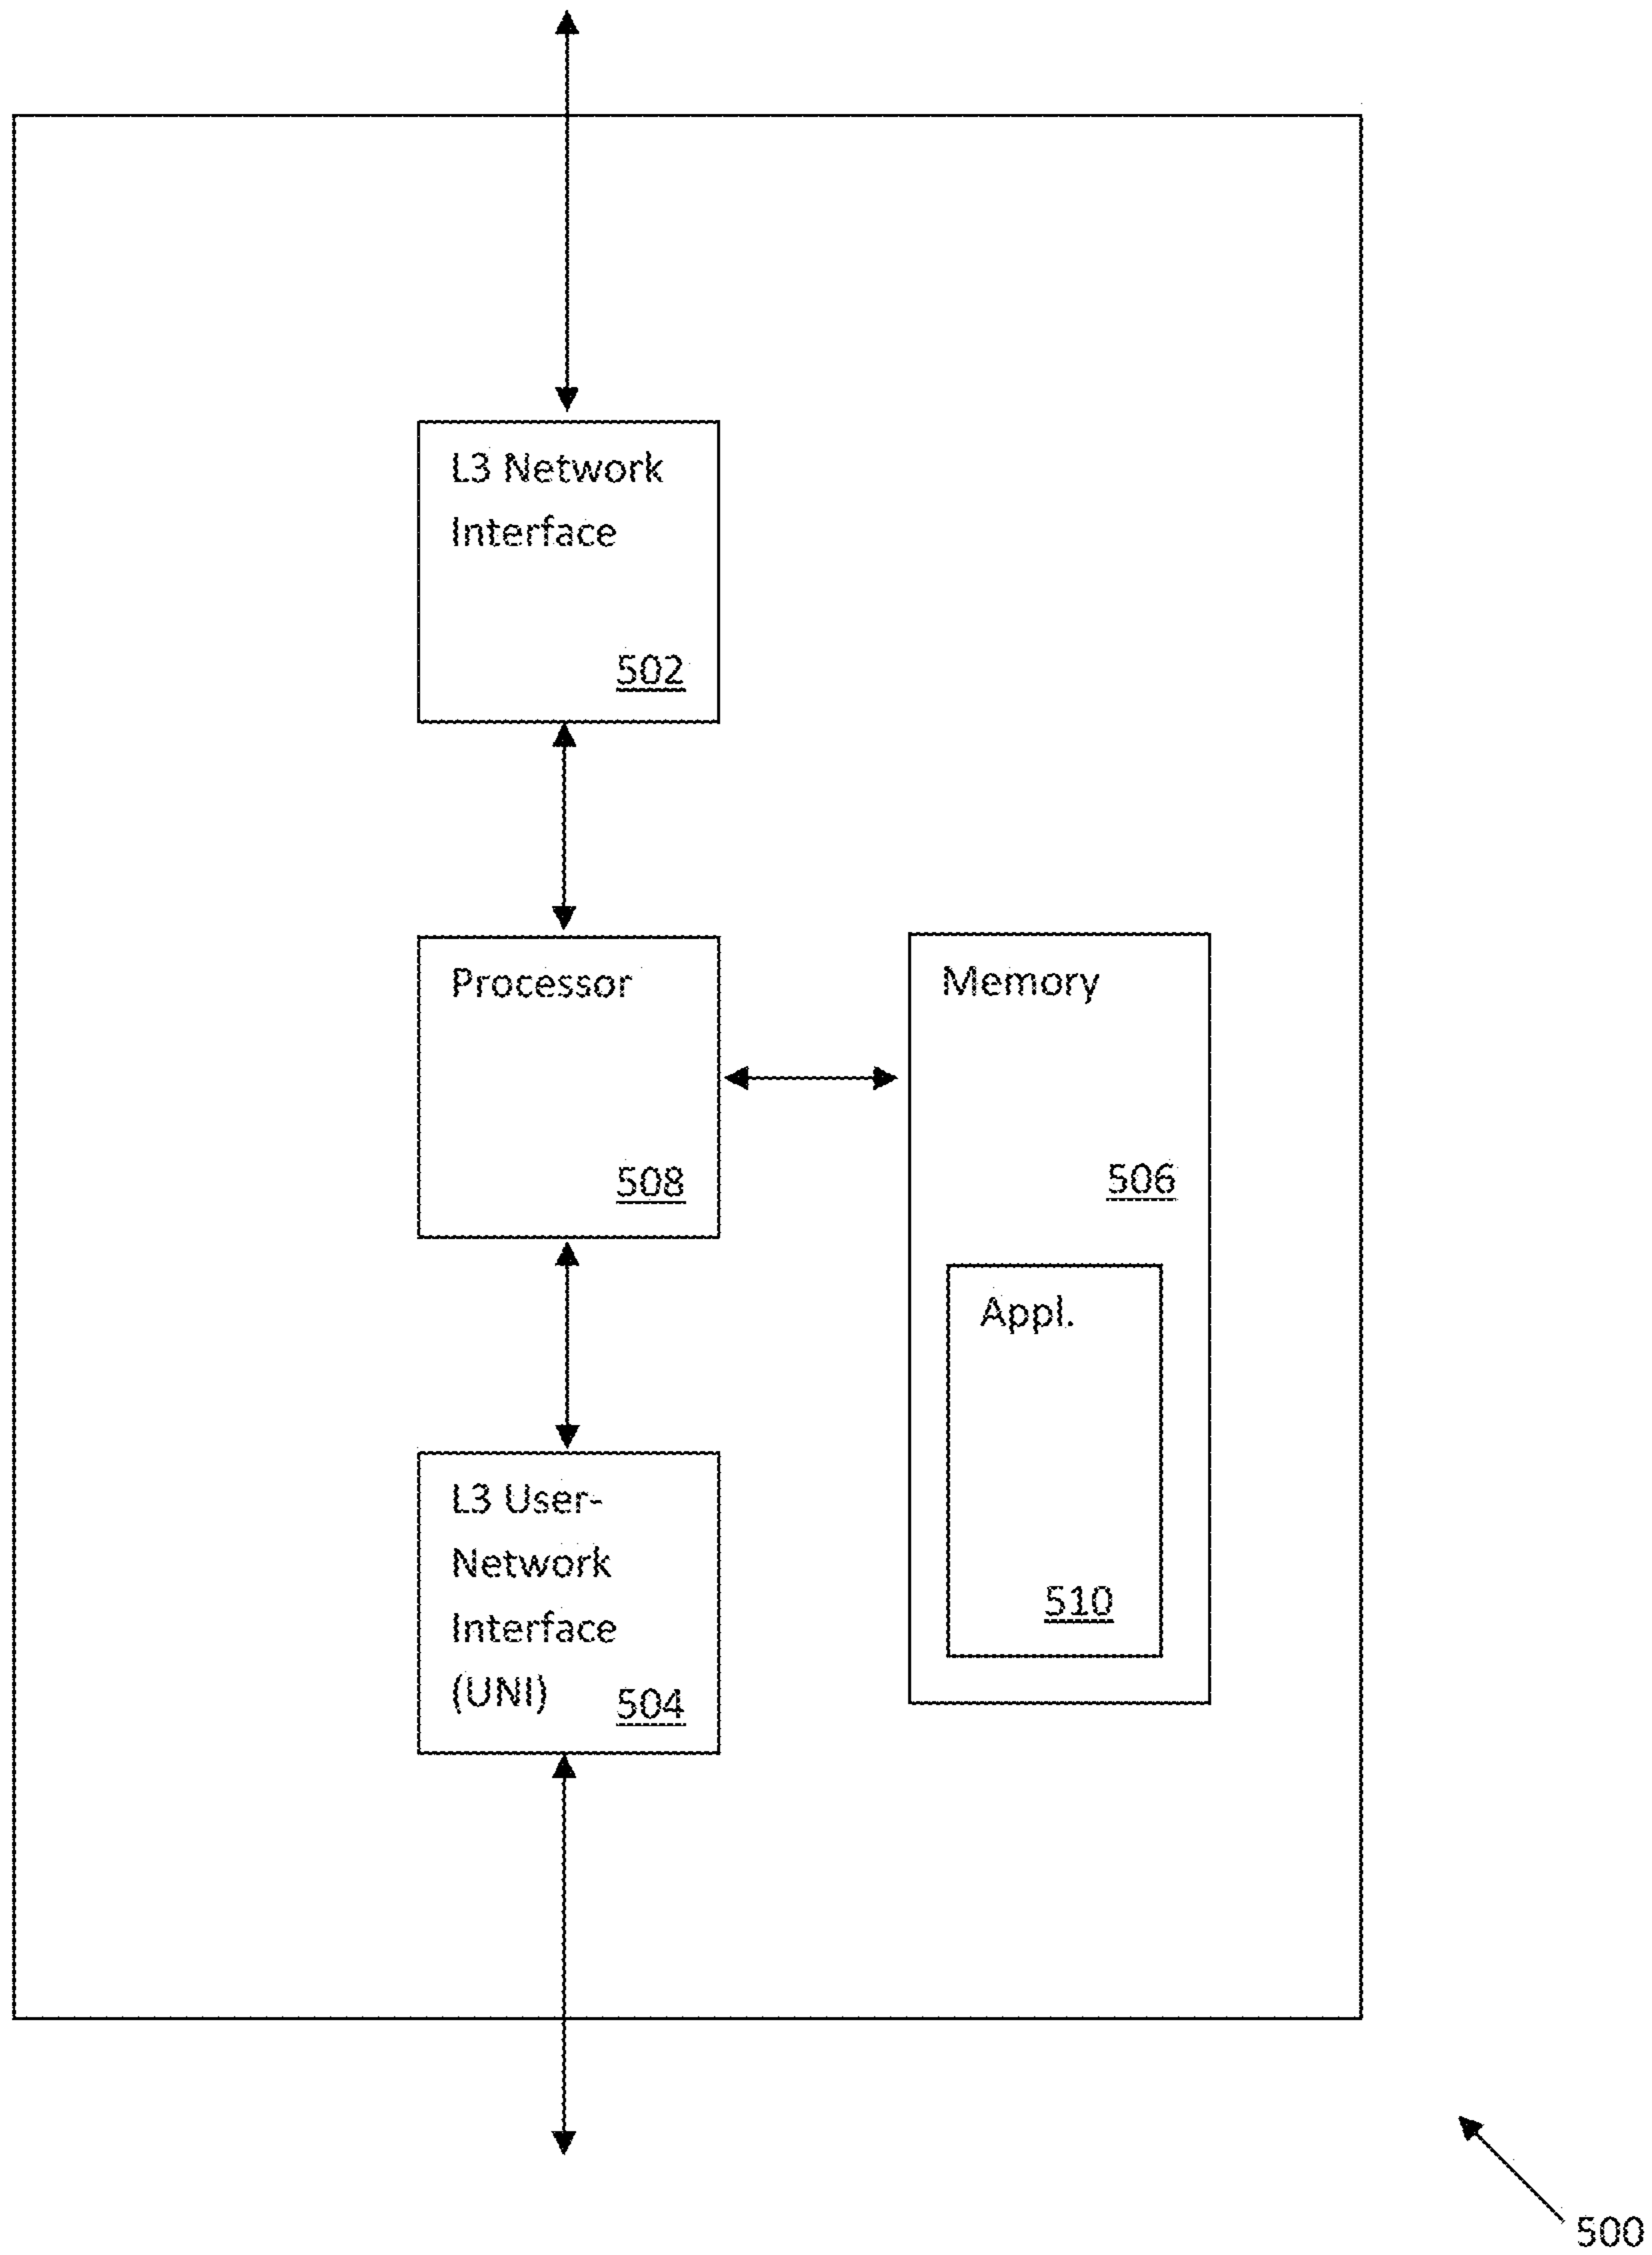 L3 Network
Interface
502
Processor
508
Memory
506
Appl.
510
L3 User-
Network
Interface
(UNI)
504
500